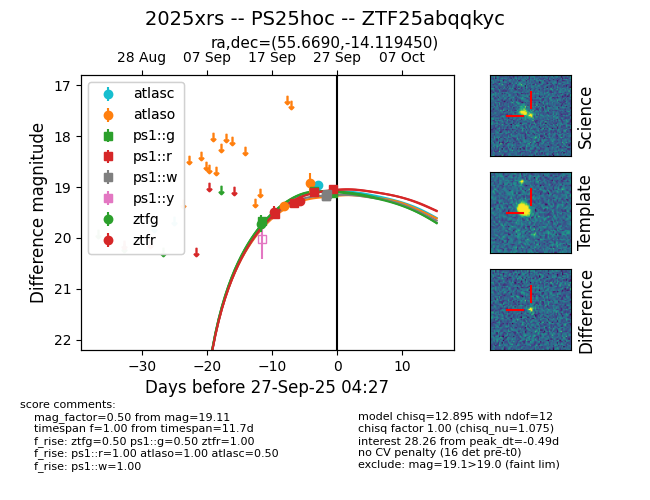 2025xrs -- PS25hoc -- ZTF25abqqkyc
ra,dec=(55.6690,-14.119450)
28 Aug 07 Sep 17 Sep 27 Sep 07 Oct
17
18
19
20
21
22
Difference magnitude
atlasc
atlaso
ps1::g
ps1::r
ps1::w
ps1::y
ztfg
ztfr
−30 −20 −10 0 10
Days before 27-Sep-25 04:27
Science
Template
Difference
score comments:
mag_factor=0.50 from mag=19.11
timespan f=1.00 from timespan=11.7d
f_rise: ztfg=0.50 ps1::g=0.50 ztfr=1.00
f_rise: ps1::r=1.00 atlaso=1.00 atlasc=0.50
f_rise: ps1::w=1.00
model chisq=12.895 with ndof=12
chisq factor 1.00 (chisq_nu=1.075)
interest 28.26 from peak_dt=-0.49d
no CV penalty (16 det pre-t0)
exclude: mag=19.1>19.0 (faint lim)